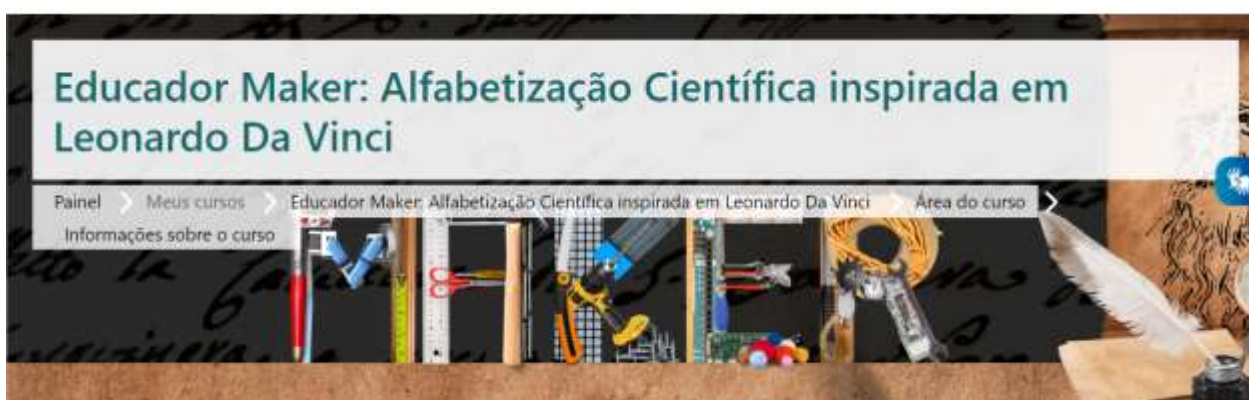 Educador Maker: Alfabetização Científica inspirada em
Leonardo Da Vinci
Painel
Meus cursos
Educador Maker: Alfabetização Científica inspirada em Leonardo Da Vinci
Área do curso
Informações sobre o curso
MAKER